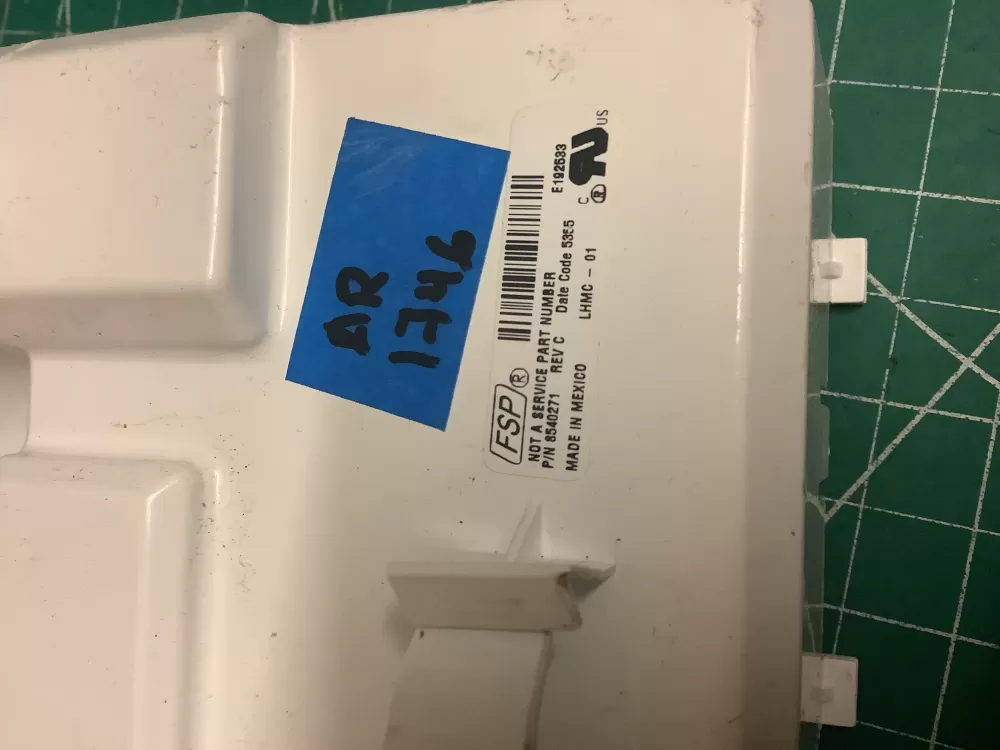 AR
1746
FSP®
NOT A SERVICE PART NUMBER
P/N 8540271 REV C Date Code 5355 E192633
MADE IN MEXICO LHMC - 01
C RU ® US